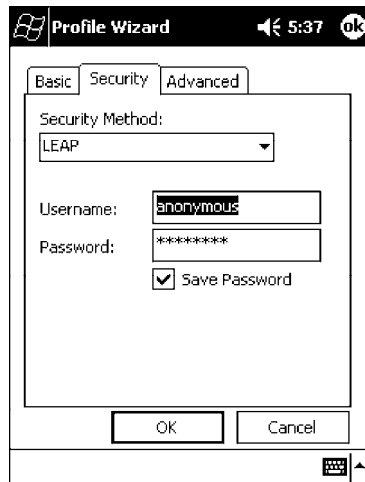 Profile Wizard 5:37 ok
Basic Security Advanced
Security Method:
LEAP
Username: anonymous
Password: ********
Save Password
OK Cancel